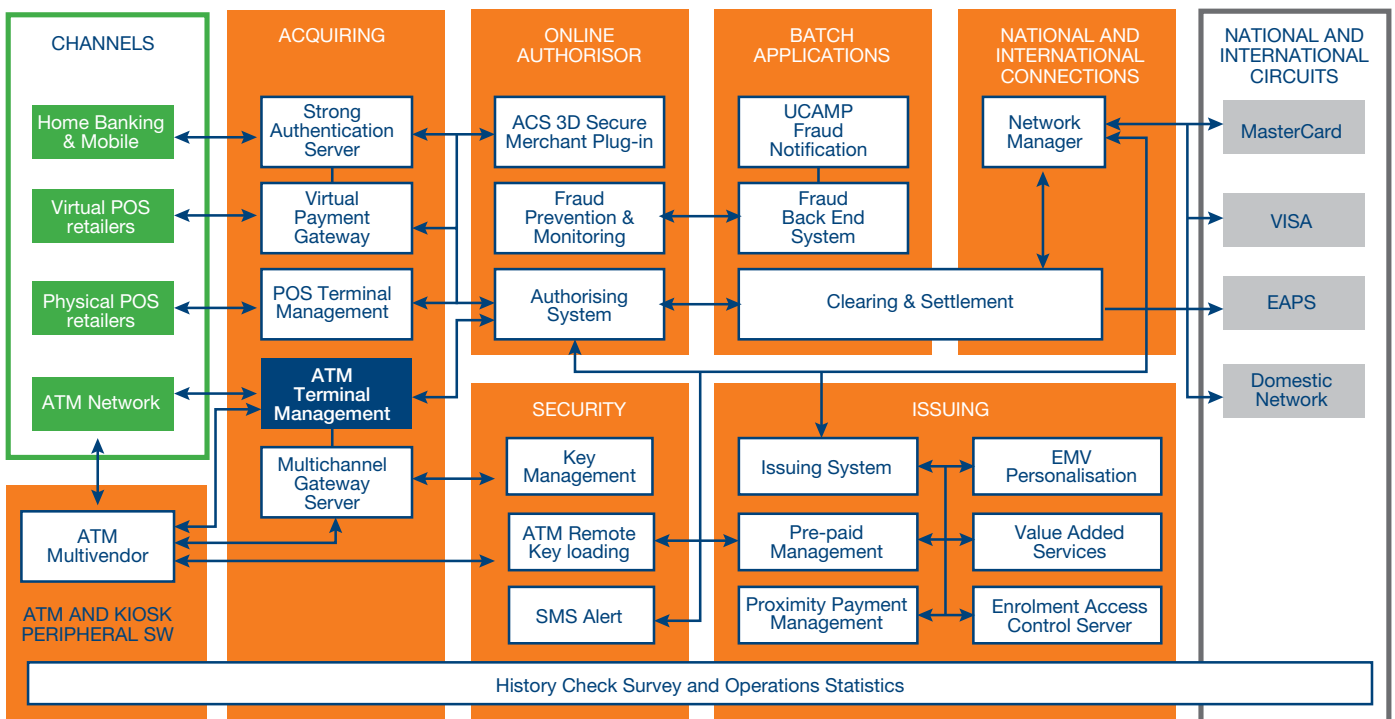 CHANNELS
Home Banking
& Mobile
Virtual POS
retailers
Physical POS
retailers
ATM Network
ATM
Multivendor
ATM AND KIOSK
PERIPHERAL SW
ACQUIRING
Strong
Authentication
Server
Virtual
Payment
Gateway
POS Terminal
Management
ATM
Terminal
Management
Multichannel
Gateway
Server
ONLINE
AUTHORISOR
ACS 3D Secure
Merchant Plug-in
Fraud
Prevention &
Monitoring
Authorising
System
BATCH
APPLICATIONS
UCAMP
Fraud
Notification
Fraud
Back End
System
Clearing & Settlement
NATIONAL AND
INTERNATIONAL
CONNECTIONS
Network
Manager
NATIONAL AND
INTERNATIONAL
CIRCUITS
MasterCard
VISA
EAPS
Domestic
Network
SECURITY
Key
Management
ATM Remote
Key loading
SMS Alert
ISSUING
Issuing System
EMV
Personalisation
Pre-paid
Management
Value Added
Services
Proximity Payment
Management
Enrolment Access
Control Server
History Check Survey and Operations Statistics